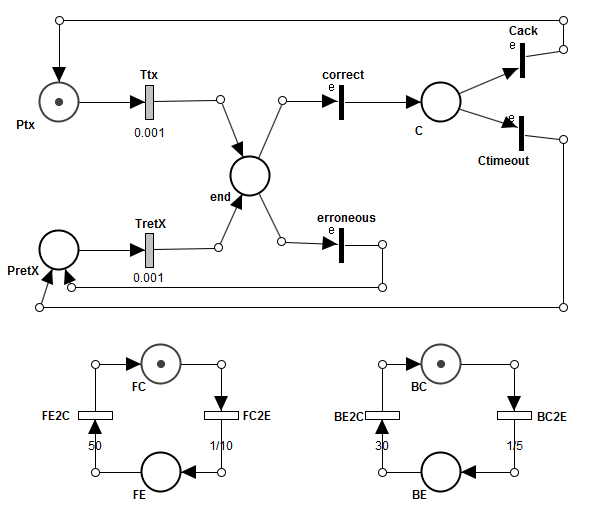 Cack
e
Ttx
correct
e
Ptx
0.001
C
e
Ctimeout
end
TretX
erroneous
e
PretX
0.001
FC
BC
FE2C
FC2E
BE2C
BC2E
50
1/10
30
1/5
FE
BE